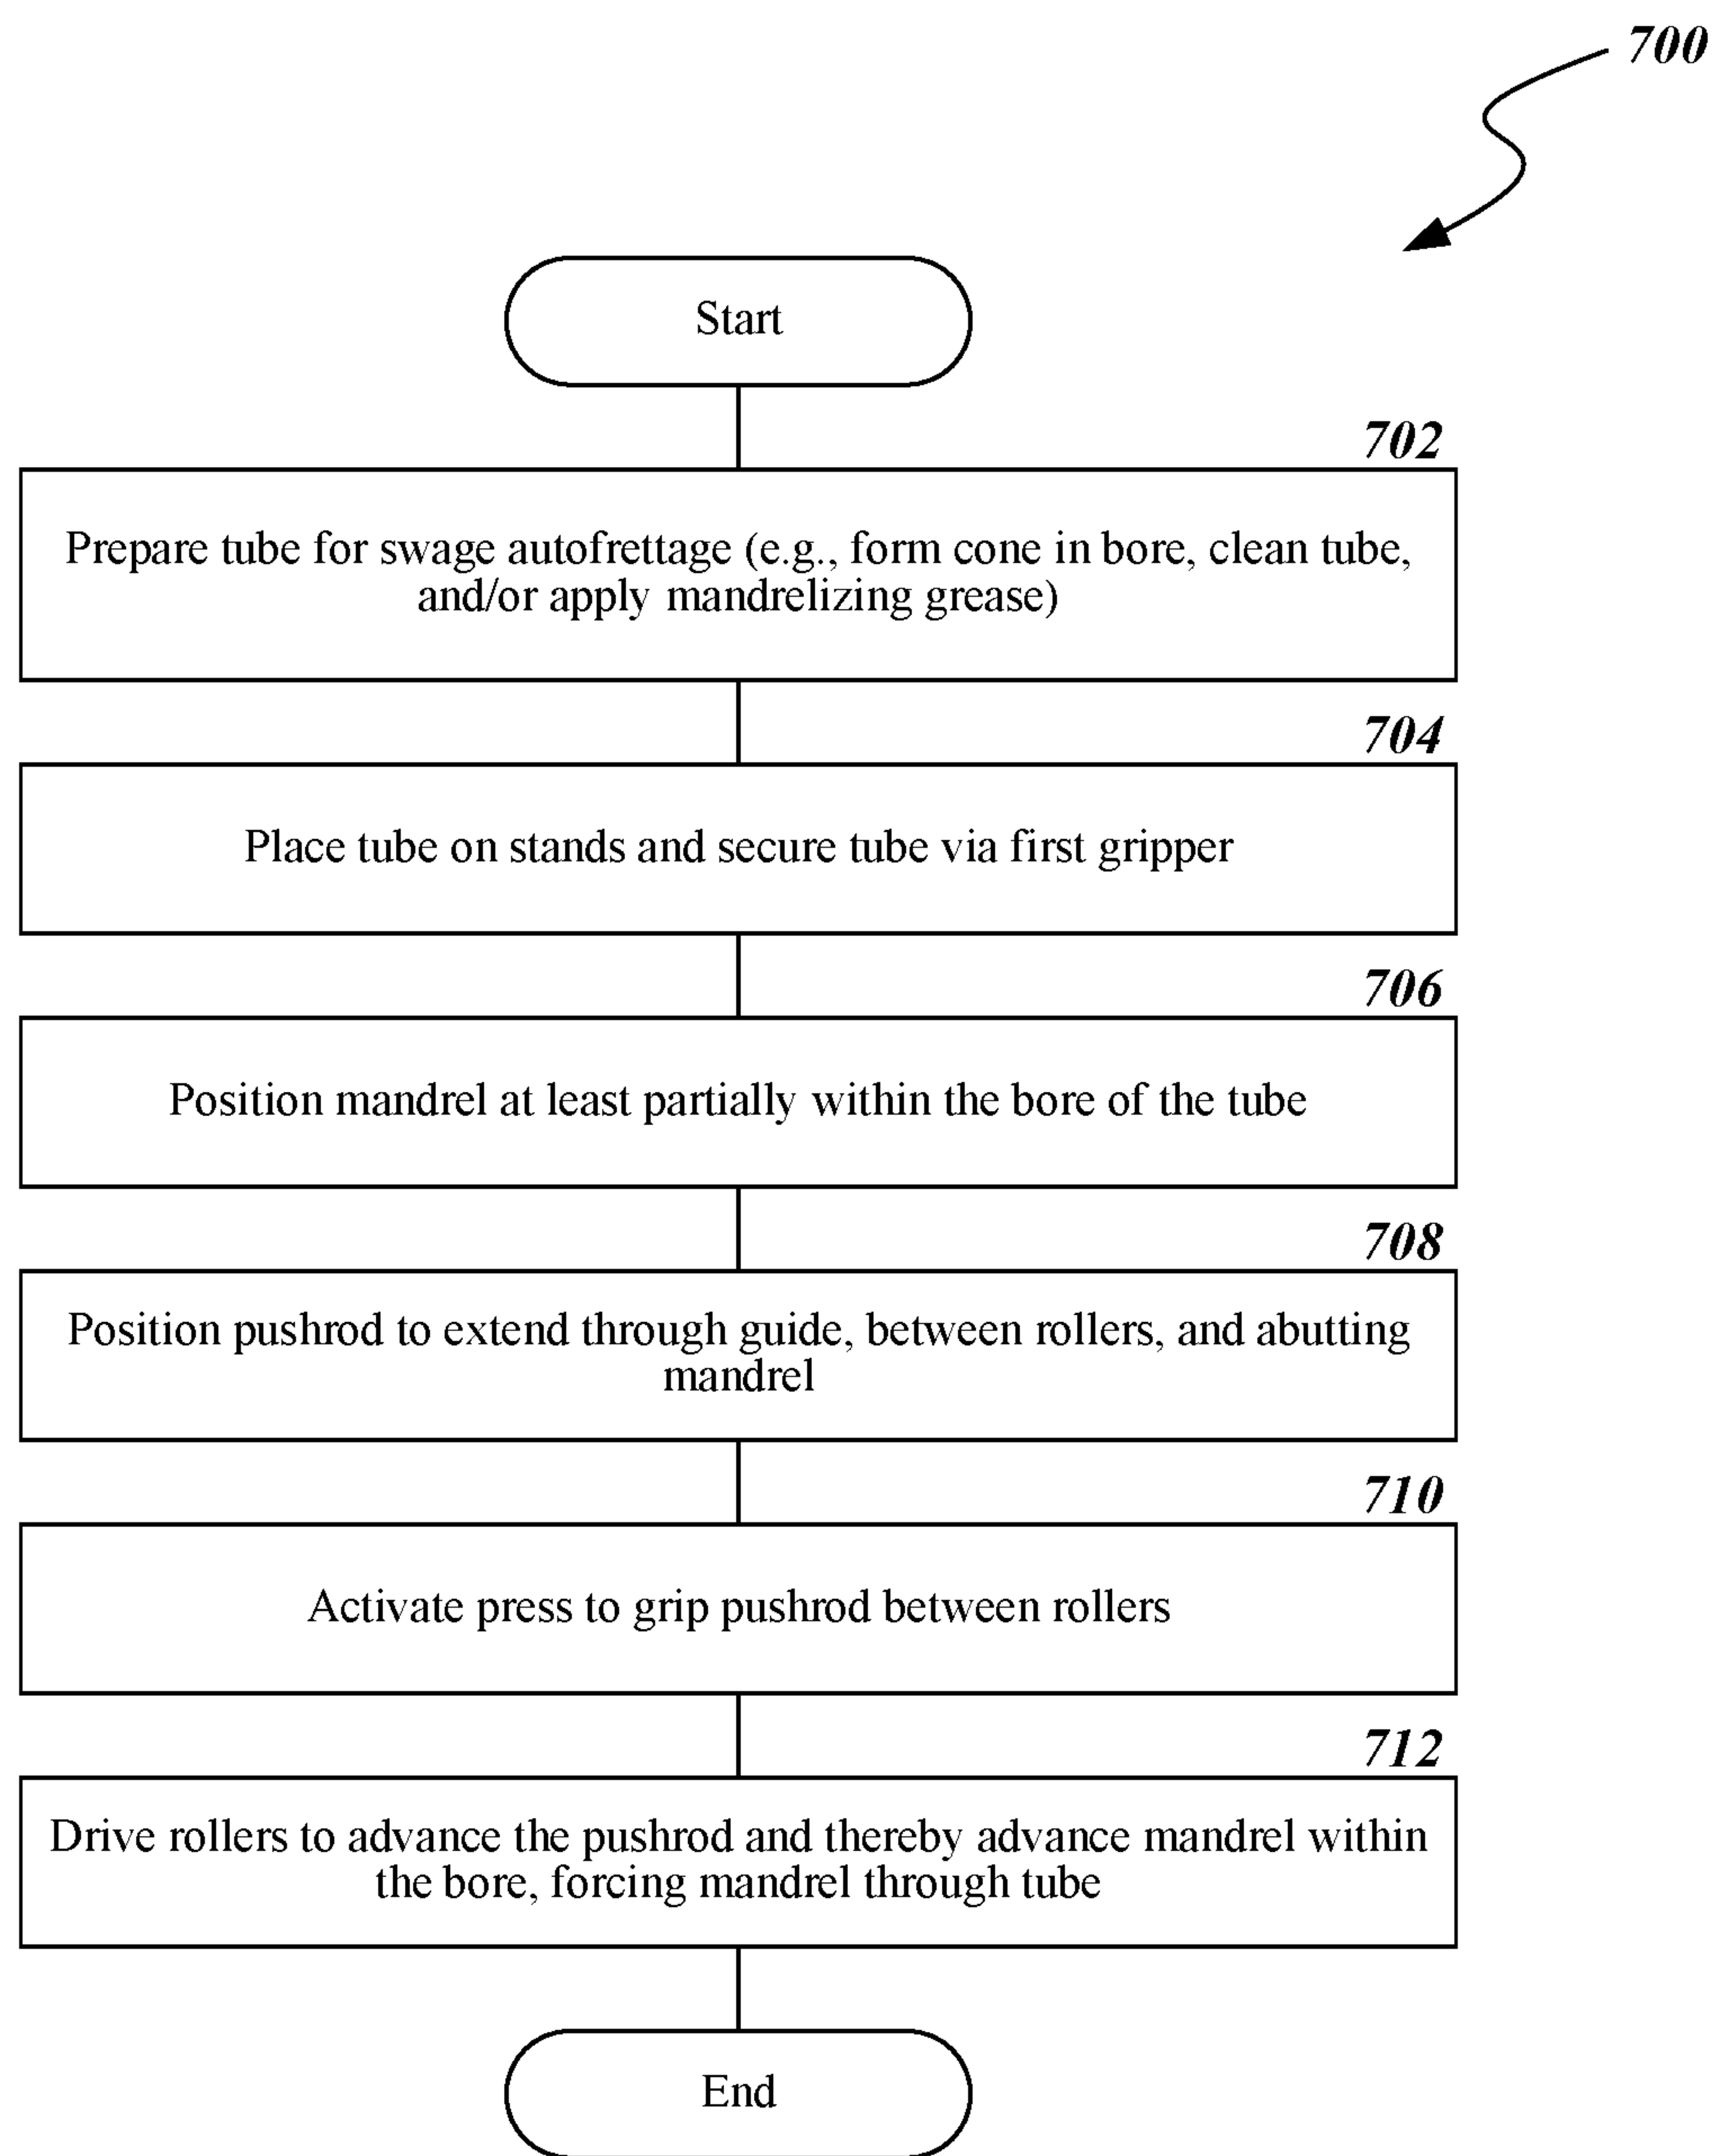 700
Start
702
Prepare tube for swage autofrettage (e.g., form cone in bore, clean tube,
and/or apply mandrelizing grease)
704
Place tube on stands and secure tube via first gripper
706
Position mandrel at least partially within the bore of the tube
708
Position pushrod to extend through guide, between rollers, and abutting
mandrel
710
Activate press to grip pushrod between rollers
712
Drive rollers to advance the pushrod and thereby advance mandrel within
the bore, forcing mandrel through tube
End